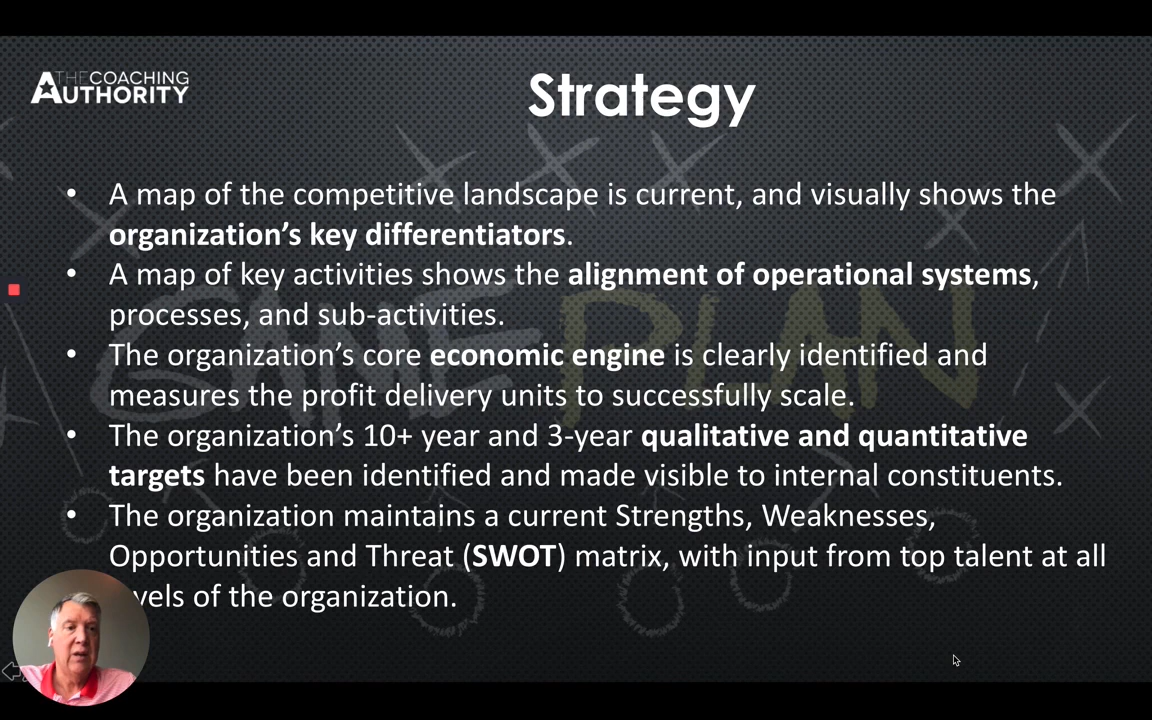 THE COACHING
AUTHORITY
Strategy
• A map of the competitive landscape is current, and visually shows the
organization’s key differentiators.
• A map of key activities shows the alignment of operational systems,
processes, and sub-activities.
• The organization’s core economic engine is clearly identified and
measures the profit delivery units to successfully scale.
• The organization’s 10+ year and 3-year qualitative and quantitative
targets have been identified and made visible to internal constituents.
• The organization maintains a current Strengths, Weaknesses,
Opportunities and Threat (SWOT) matrix, with input from top talent at all
vels of the organization.
GAME PLAN